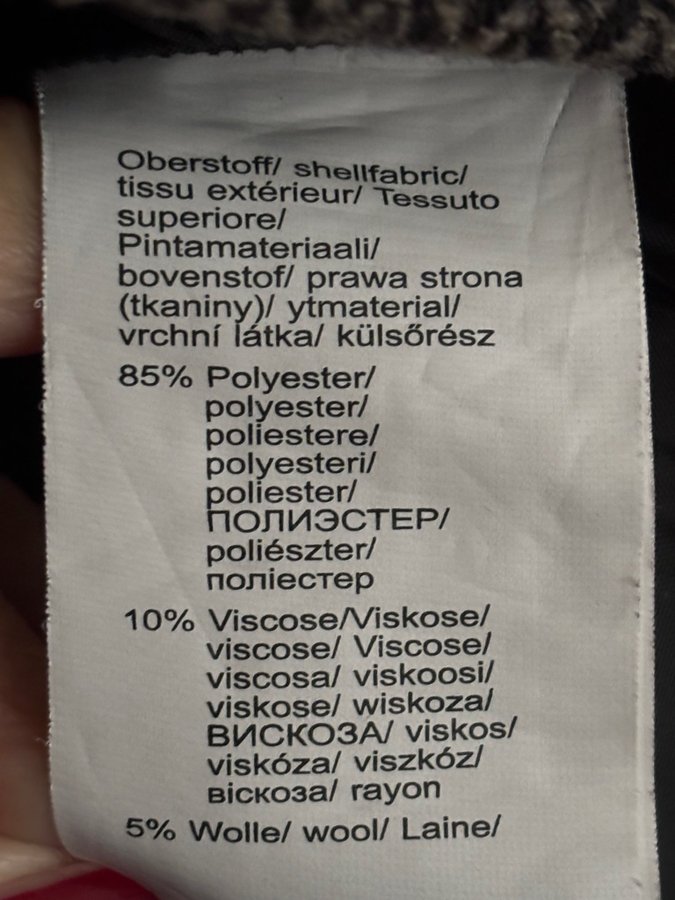 Oberstoff/ shellfabric/
tissu extérieur/ Tessuto
superiore/
Pintamateriaali/
bovenstof/ prawa strona
(tkaniny)/ ytmaterial/
vrchní látka/ külsőrész
85% Polyester/
polyester/
poliestere/
polyesteri/
poliester/
ПОЛИЭСТЕР/
poliészter/
поліестер
10% Viscose/Viskose/
viscose/ Viscose/
viscosa/ viskoosi/
viskose/ wiskoza/
ВИСКОЗА/ viskos/
viskóza/ viszkóz/
віскоза/ rayon
5% Wolle/ wool/ Laine/